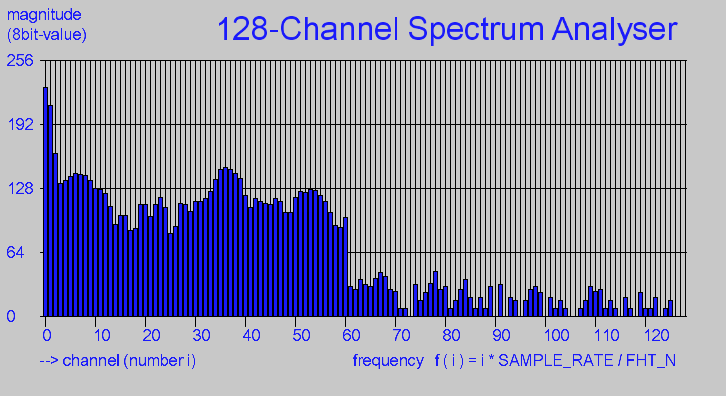 magnitude
(8bit-value)
128-Channel Spectrum Analyser
256
192
128
64
0
0 10 20 30 40 50 60 70 80 90 100 110 120
--> channel (number i)
frequency f ( i ) = i * SAMPLE_RATE / FHT_N